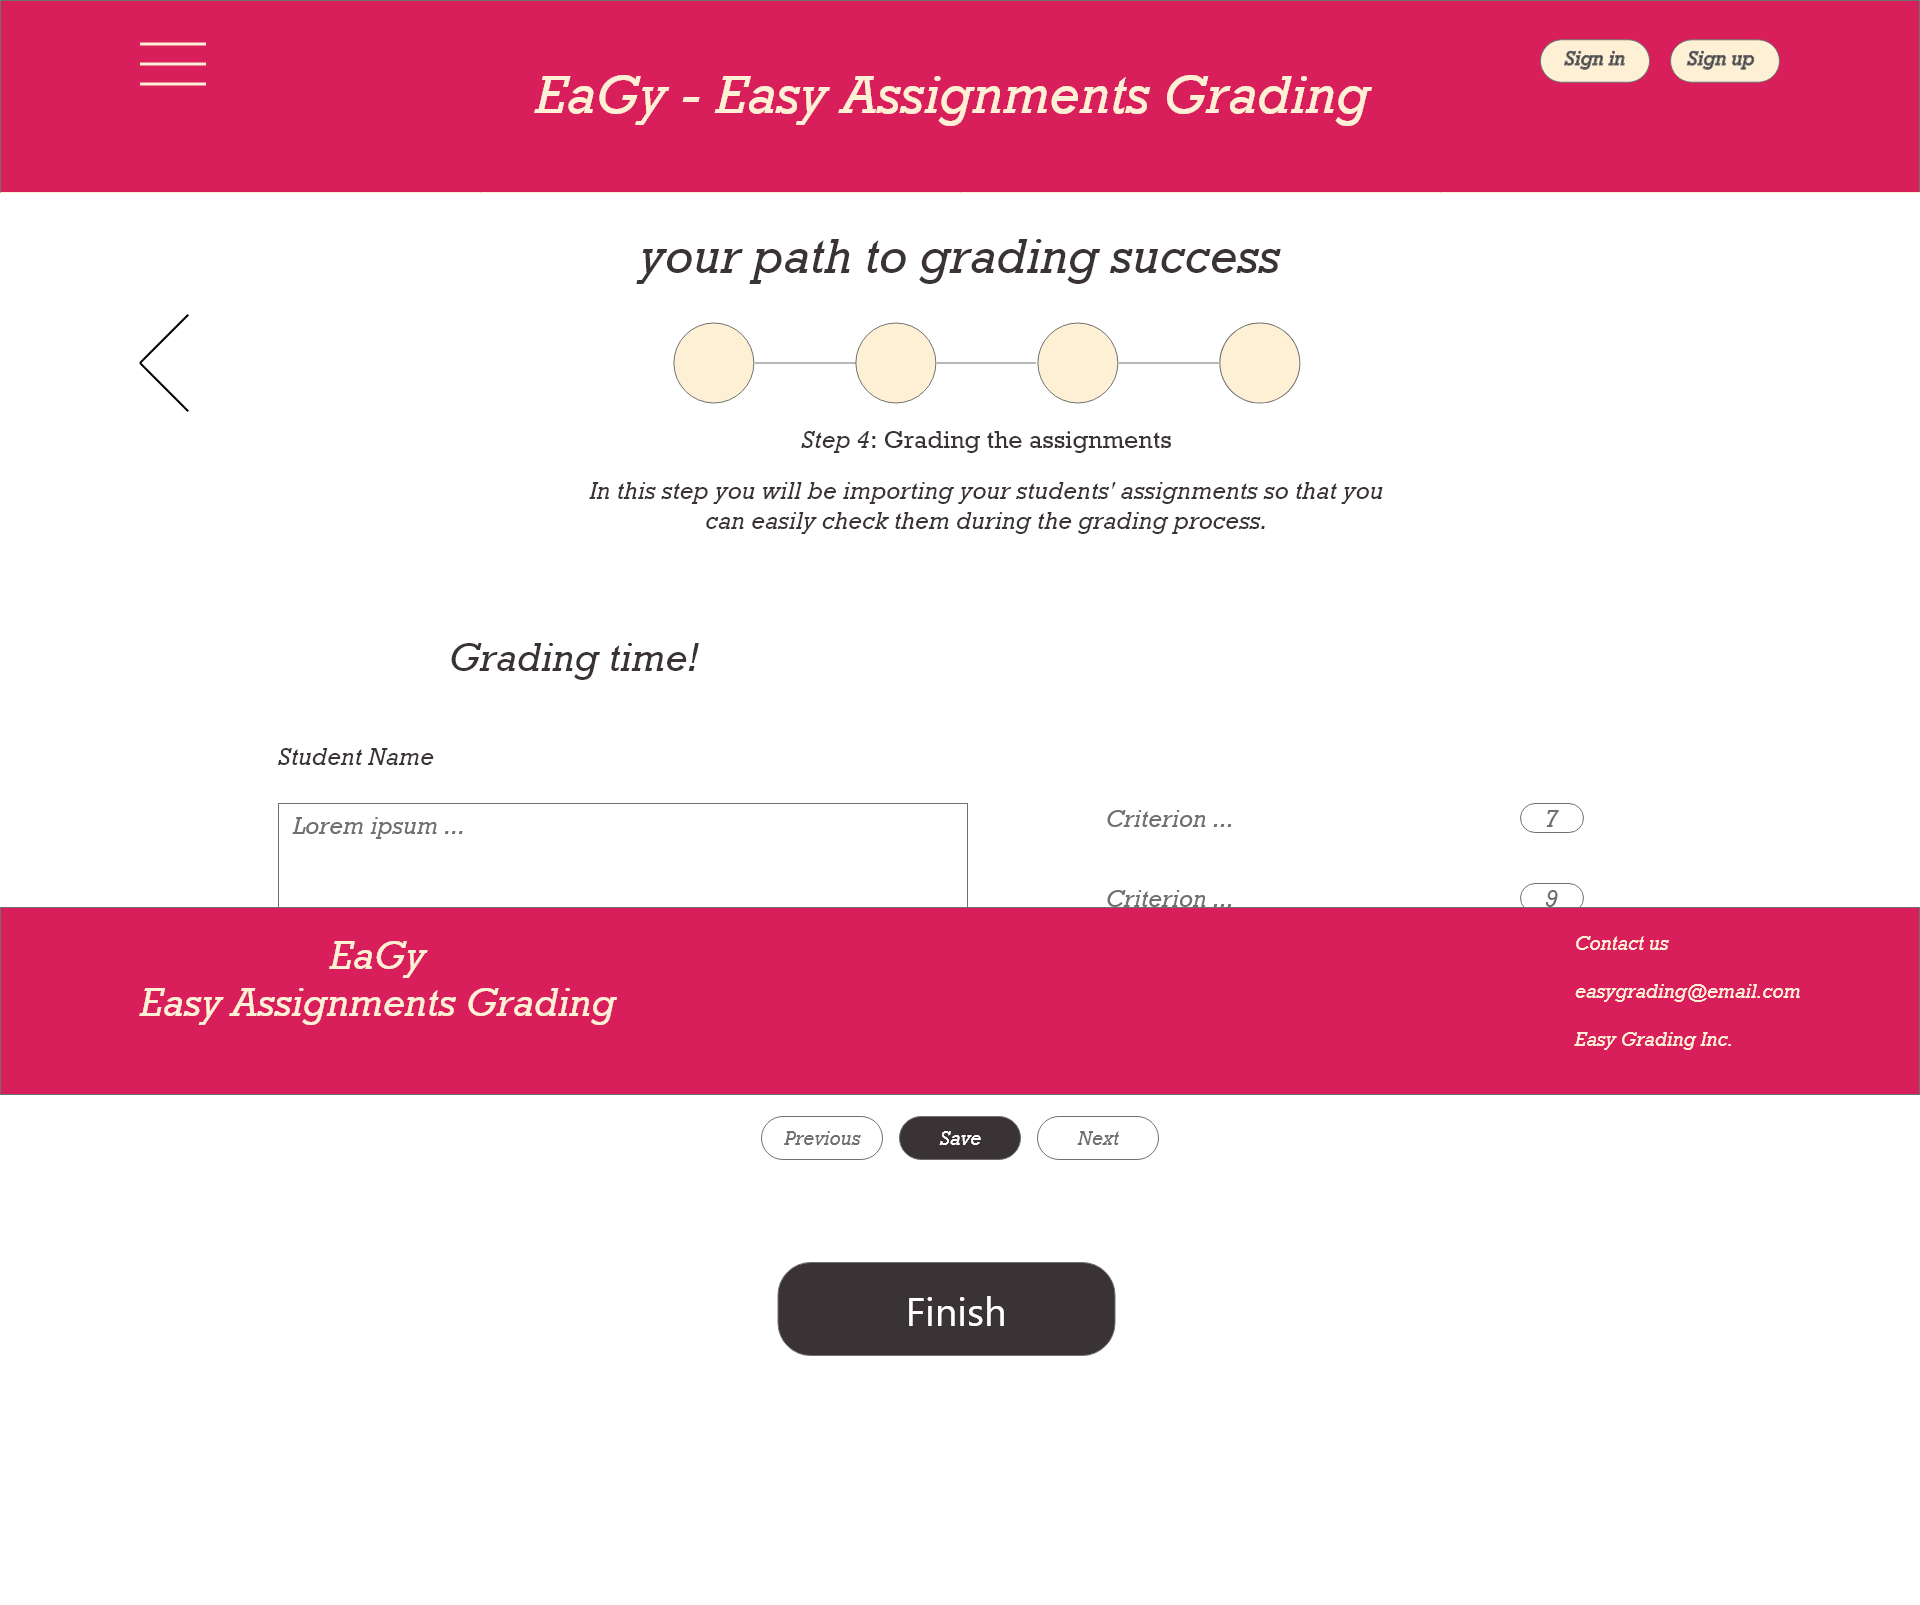 EaGy - Easy Assignments Grading
Sign in
Sign up
your path to grading success
Step 4: Grading the assignments
In this step you will be importing your students' assignments so that you
can easily check them during the grading process.
Grading time!
Student Name
Lorem ipsum ...
Criterion ...
7
Criterion ...
9
EaGy
Easy Assignments Grading
Contact us
easygrading@email.com
Easy Grading Inc.
Previous
Save
Next
Finish